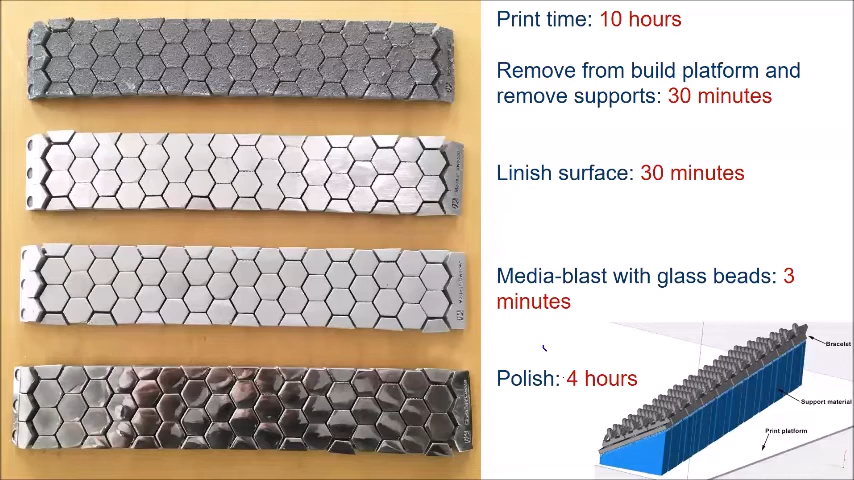 Print time: 10 hours
Remove from build platform and
remove supports: 30 minutes
Linish surface: 30 minutes
Media-blast with glass beads: 3
minutes
Polish: 4 hours
Bracelet
Support material
Print platform